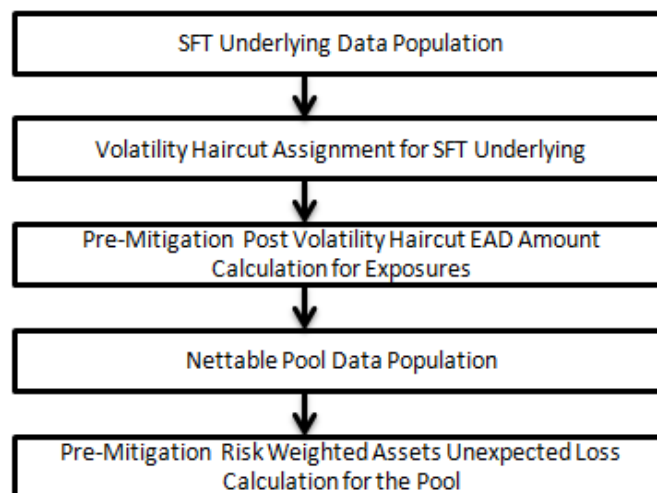 SFT Underlying Data Population
Volatility Haircut Assignment for SFT Underlying
Pre-Mitigation Post Volatility Haircut EAD Amount
Calculation for Exposures
Nettable Pool Data Population
Pre-Mitigation Risk Weighted Assets Unexpected Loss
Calculation for the Pool